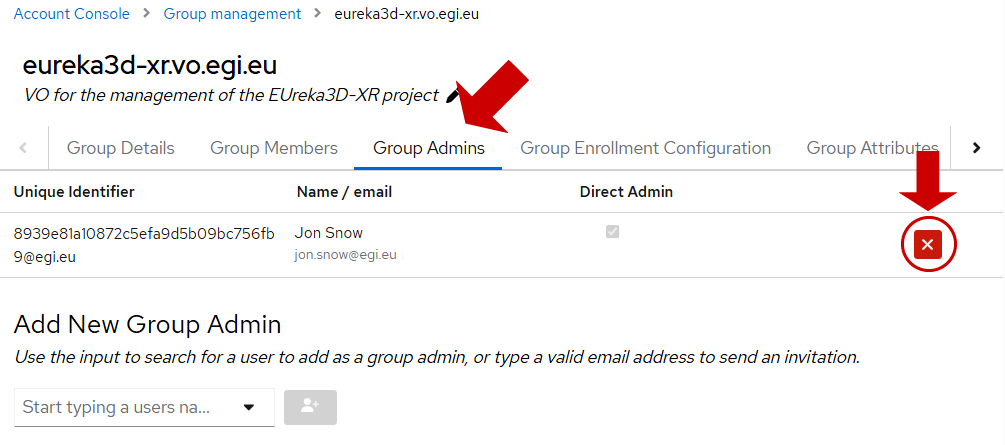 Account Console > Group management > eureka3d-xr.vo.egi.eu
eureka3d-xr.vo.egi.eu
VO for the management of the EUreka3D-XR project
Group Details Group Members Group Admins Group Enrollment Configuration Group Attributes
Unique Identifier Name / email Direct Admin
8939e81a10872c5efa9d5b09bc756fb Jon Snow
9@egi.eu jon.snow@egi.eu
Add New Group Admin
Use the input to search for a user to add as a group admin, or type a valid email address to send an invitation.
Start typing a users na...